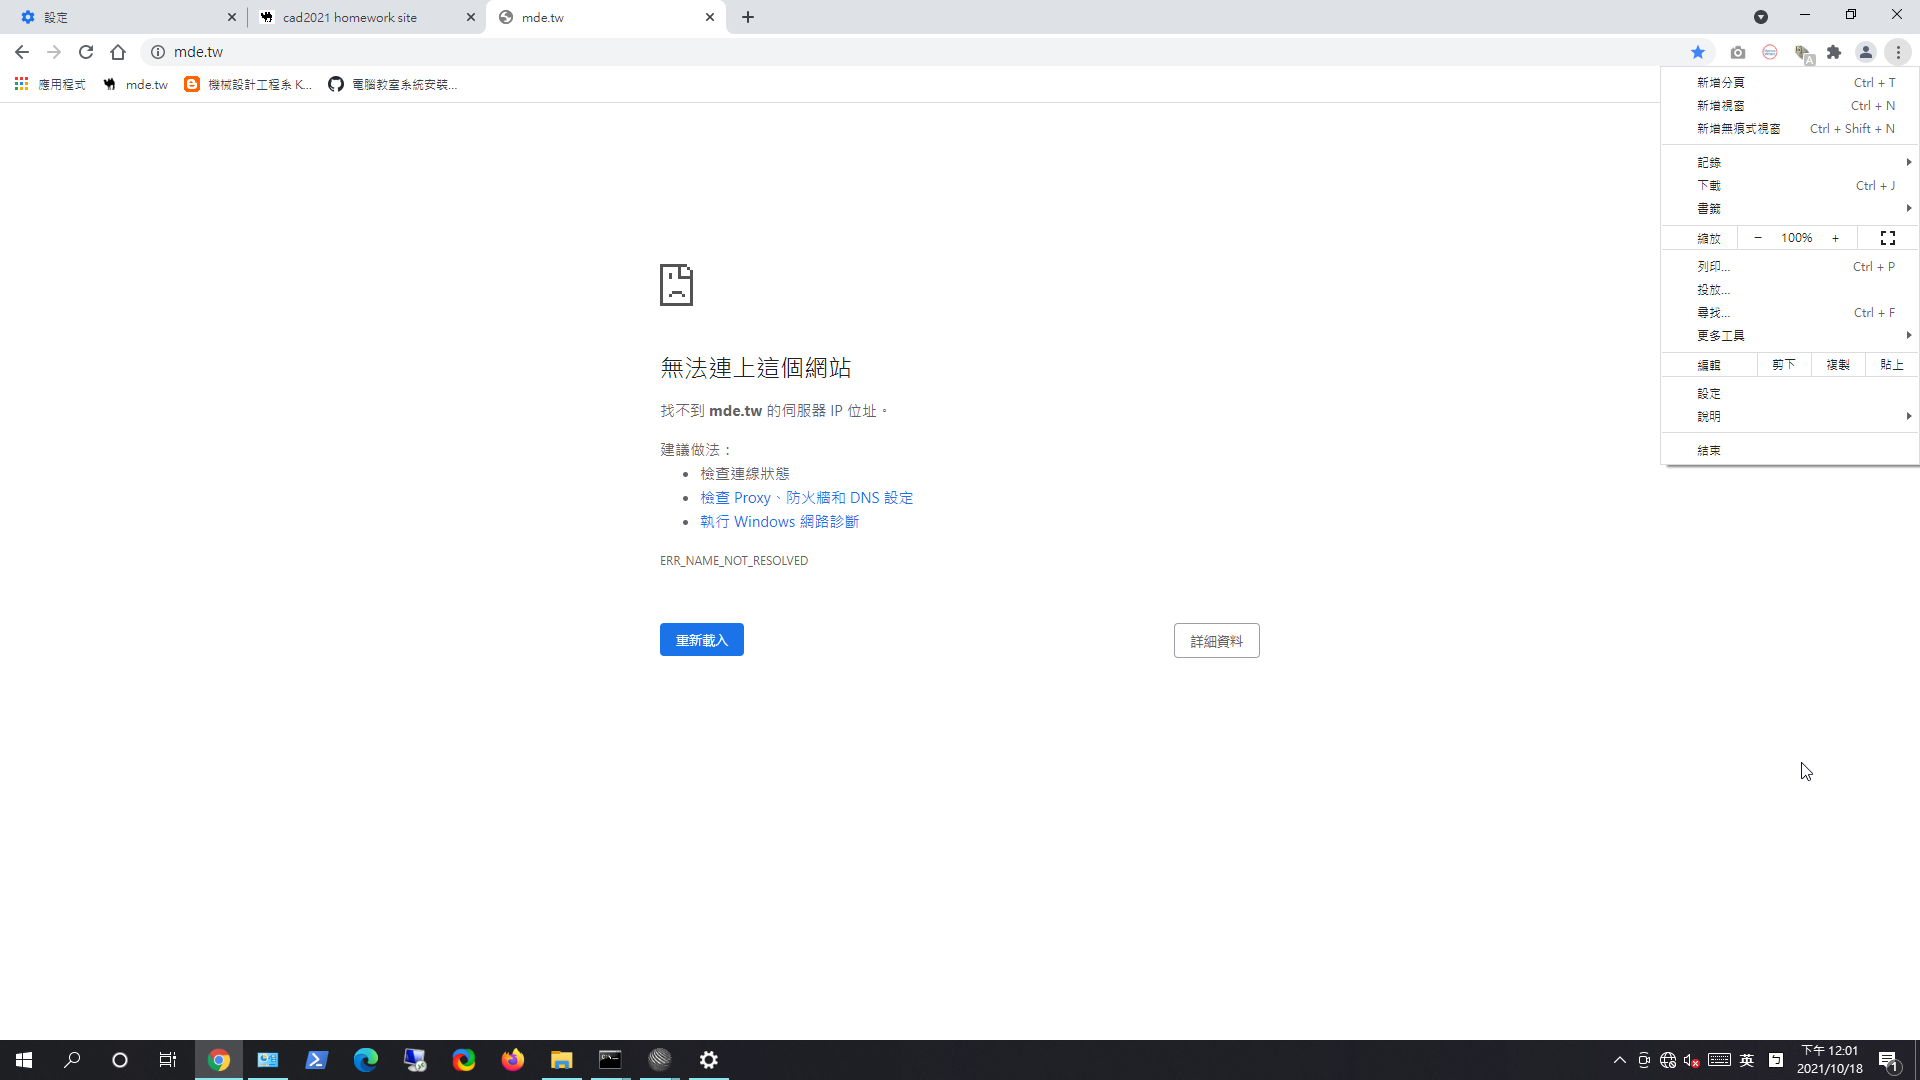 設定
cad2021 homework site
mde.tw
mde.tw
應用程式
mde.tw
機械設計工程系 K...
電腦教室系統安裝...
新增分頁 Ctrl + T
新增視窗 Ctrl + N
新增無痕式視窗 Ctrl + Shift + N
記錄
下載 Ctrl + J
書籤
縮放 − 100% +
列印... Ctrl + P
投放...
尋找... Ctrl + F
更多工具
編輯 剪下 複製 貼上
設定
說明
結束
無法連上這個網站
找不到 mde.tw 的伺服器 IP 位址。
建議做法：
檢查連線狀態
檢查 Proxy、防火牆和 DNS 設定
執行 Windows 網路診斷
ERR_NAME_NOT_RESOLVED
重新載入
詳細資料
英
下午 12:01
2021/10/18
1